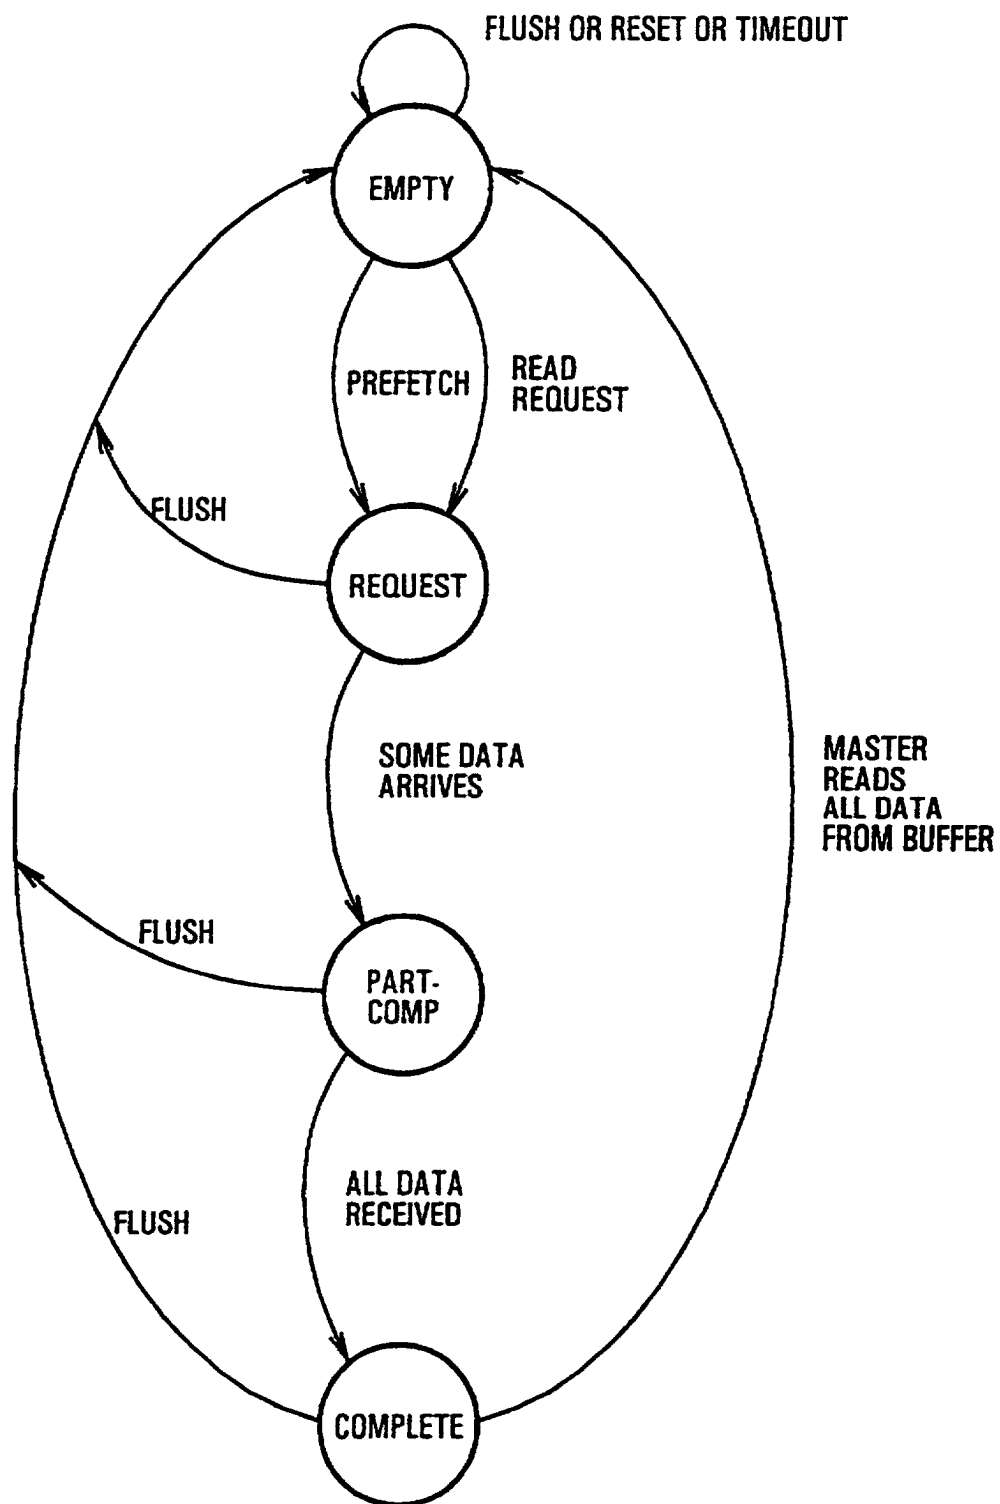 FLUSH OR RESET OR TIMEOUT
EMPTY
PREFETCH
READ
REQUEST
FLUSH
REQUEST
SOME DATA
ARRIVES
MASTER
READS
ALL DATA
FROM BUFFER
FLUSH
PART-
COMP
ALL DATA
RECEIVED
FLUSH
COMPLETE